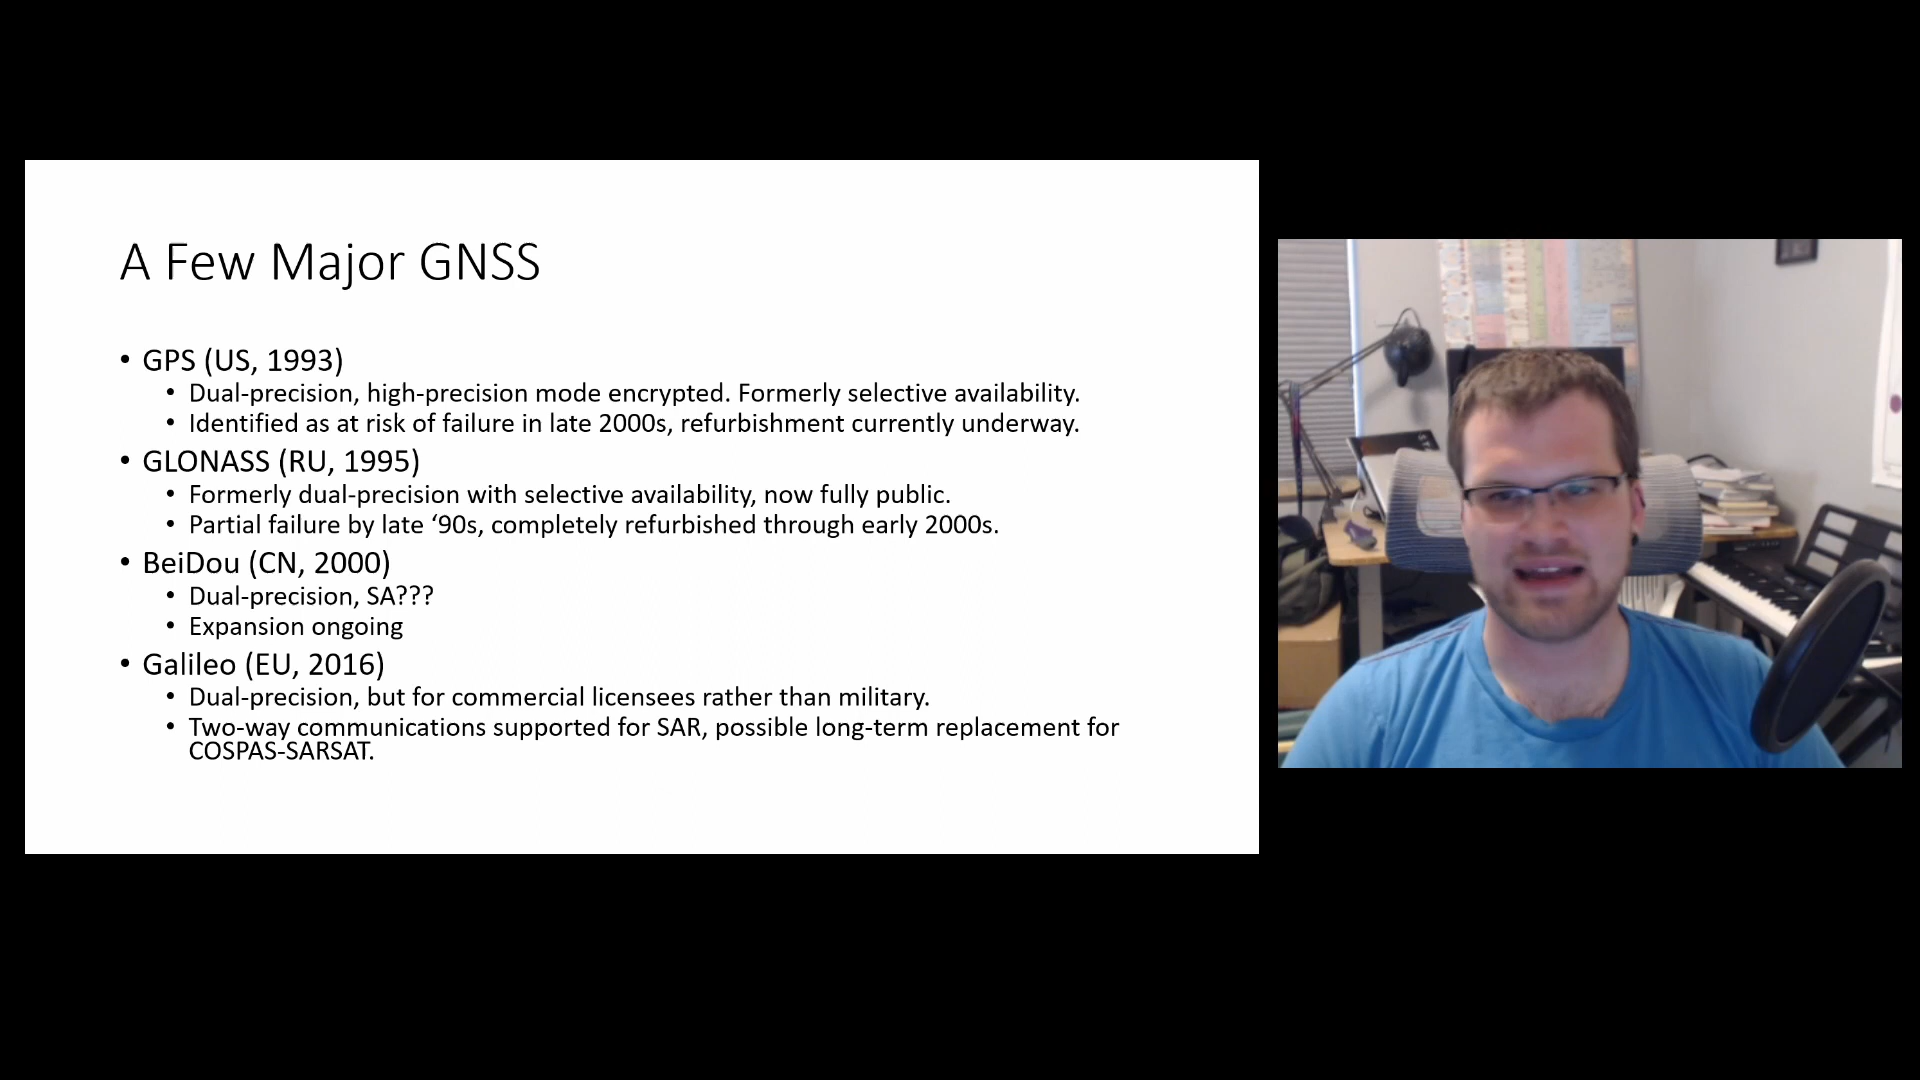 A Few Major GNSS
• GPS (US, 1993)
• Dual-precision, high-precision mode encrypted. Formerly selective availability.
• Identified as at risk of failure in late 2000s, refurbishment currently underway.
• GLONASS (RU, 1995)
• Formerly dual-precision with selective availability, now fully public.
• Partial failure by late ‘90s, completely refurbished through early 2000s.
• BeiDou (CN, 2000)
• Dual-precision, SA???
• Expansion ongoing
• Galileo (EU, 2016)
• Dual-precision, but for commercial licensees rather than military.
• Two-way communications supported for SAR, possible long-term replacement for
COSPAS-SARSAT.